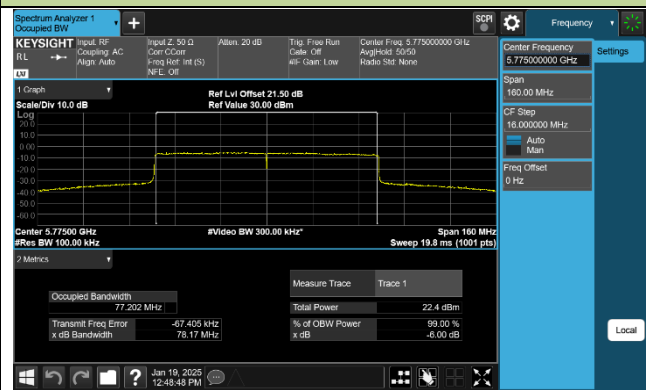 Spectrum Analyzer 1
Occupied BW
SCPI
Frequency
KEYSIGHT
RL
LXI
Input: RF
Coupling: AC
Align: Auto
Input Z: 50 Ω
Corr CCorr
Freq Ref: Int (S)
NFE: Off
Atten: 20 dB
Trig: Free Run
Gate: Off
#IF Gain: Low
Center Freq: 5.775000000 GHz
Avg|Hold: 50/50
Radio Std: None
Center Frequency
5.775000000 GHz
Settings
Span
160.00 MHz
CF Step
16.000000 MHz
Auto
Man
Freq Offset
0 Hz
Local
1 Graph
Scale/Div 10.0 dB
Ref Lvl Offset 21.50 dB
Ref Value 30.00 dBm
Log
20.0
10.0
0.00
-10.0
-20.0
-30.0
-40.0
-50.0
-60.0
Center 5.77500 GHz
#Res BW 100.00 kHz
#Video BW 300.00 kHz*
Span 160 MHz
Sweep 19.8 ms (1001 pts)
2 Metrics
Occupied Bandwidth
77.202 MHz
Transmit Freq Error -67.405 kHz
x dB Bandwidth 78.17 MHz
Measure Trace Trace 1
Total Power 22.4 dBm
% of OBW Power 99.00 %
x dB -6.00 dB
Jan 19, 2025
12:48:48 PM